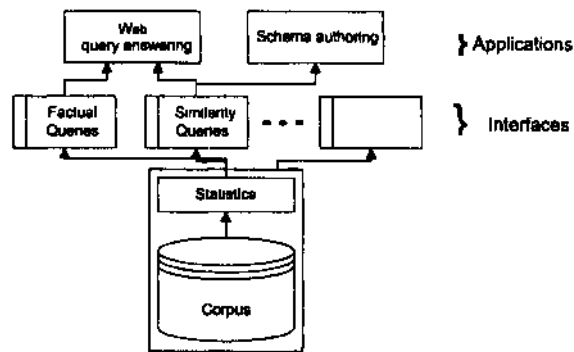 Web
query answering
Schema authoring
} Applications
Factual
Queries
Similarity
Queries
} Interfaces
Statistics
Corpus